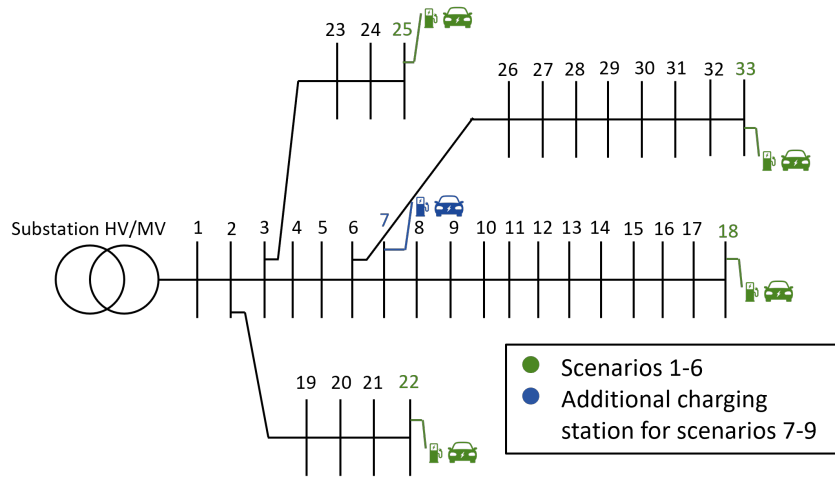 23 24 25
26 27 28 29 30 31 32 33
Substation HV/MV
1 2 3 4 5 6 7 8 9 10 11 12 13 14 15 16 17 18
19 20 21 22
Scenarios 1-6
Additional charging
station for scenarios 7-9